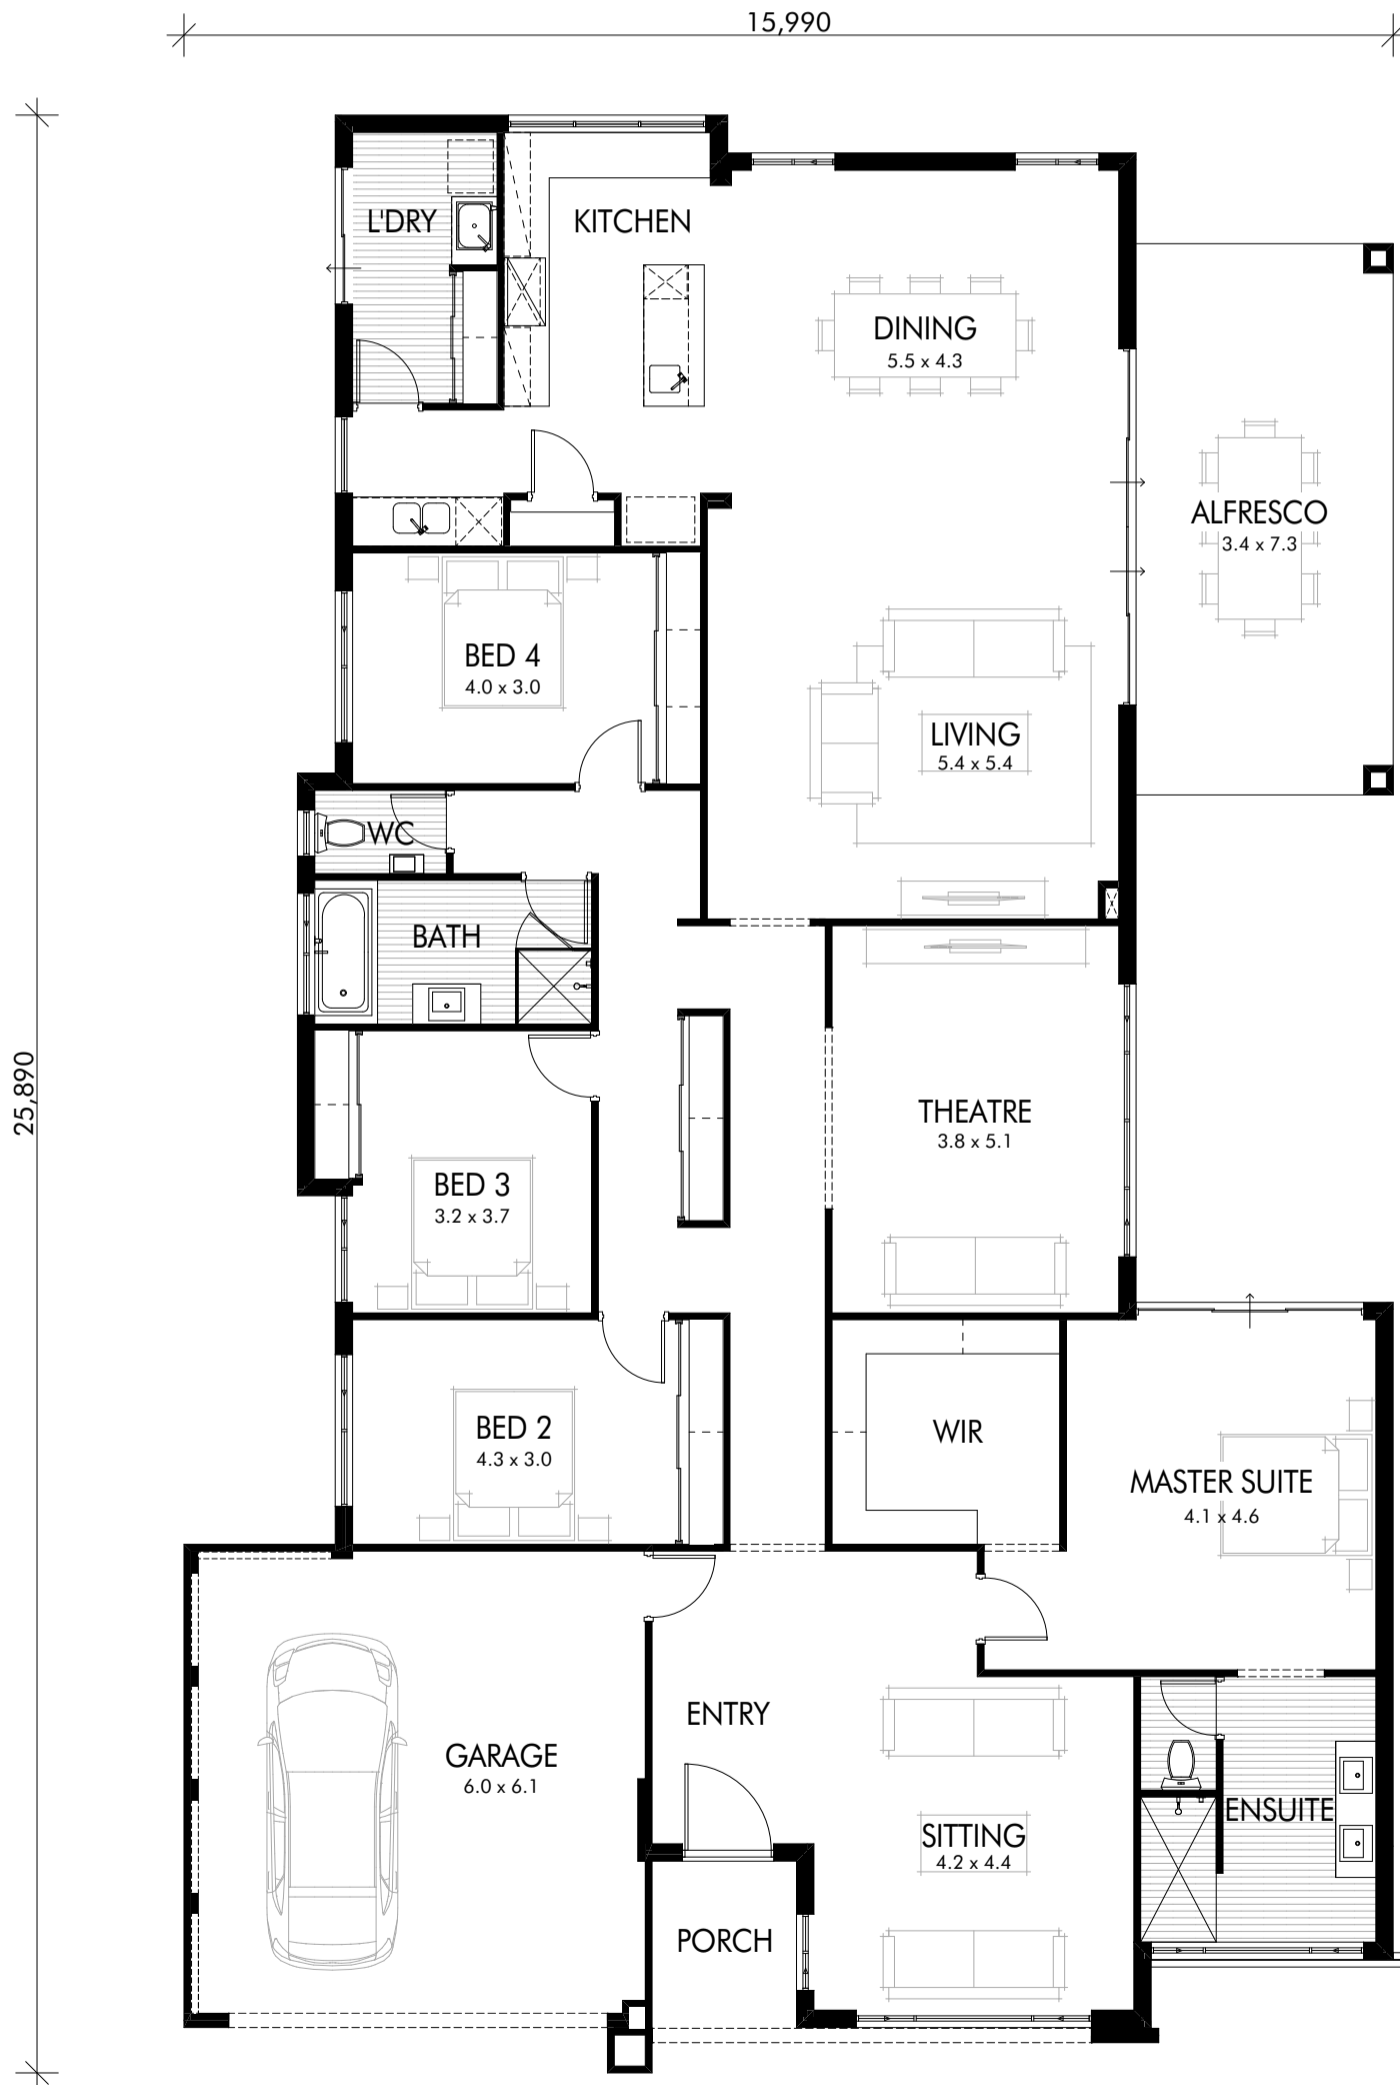 15,990
25,890
L'DRY
KITCHEN
DINING
5.5 x 4.3
ALFRESCO
3.4 x 7.3
BED 4
4.0 x 3.0
LIVING
5.4 x 5.4
WC
BATH
THEATRE
3.8 x 5.1
BED 3
3.2 x 3.7
BED 2
4.3 x 3.0
WIR
MASTER SUITE
4.1 x 4.6
ENTRY
GARAGE
6.0 x 6.1
ENSUITE
SITTING
4.2 x 4.4
PORCH